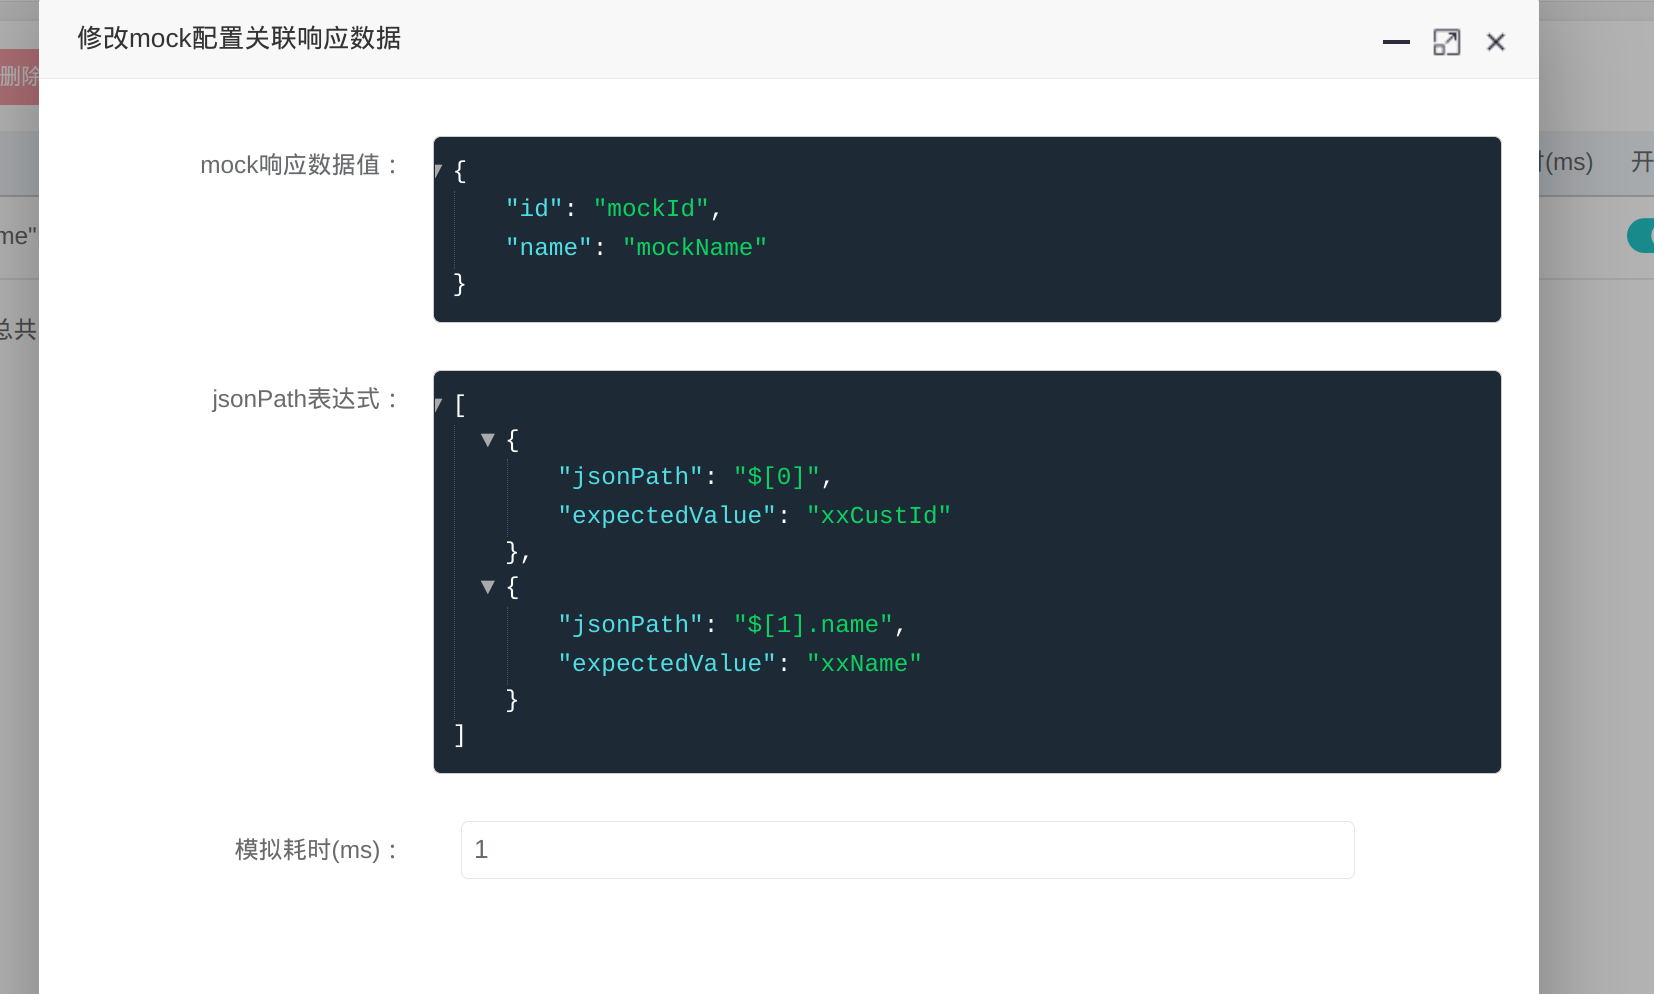 修改mock配置关联响应数据
删除
mock响应数据值：
{
"id": "mockId",
"name": "mockName"
}
(ms)
开
me"
总共
jsonPath表达式：
[
{
"jsonPath": "$[0]",
"expectedValue": "xxCustId"
},
{
"jsonPath": "$[1].name",
"expectedValue": "xxName"
}
]
模拟耗时(ms)：
1